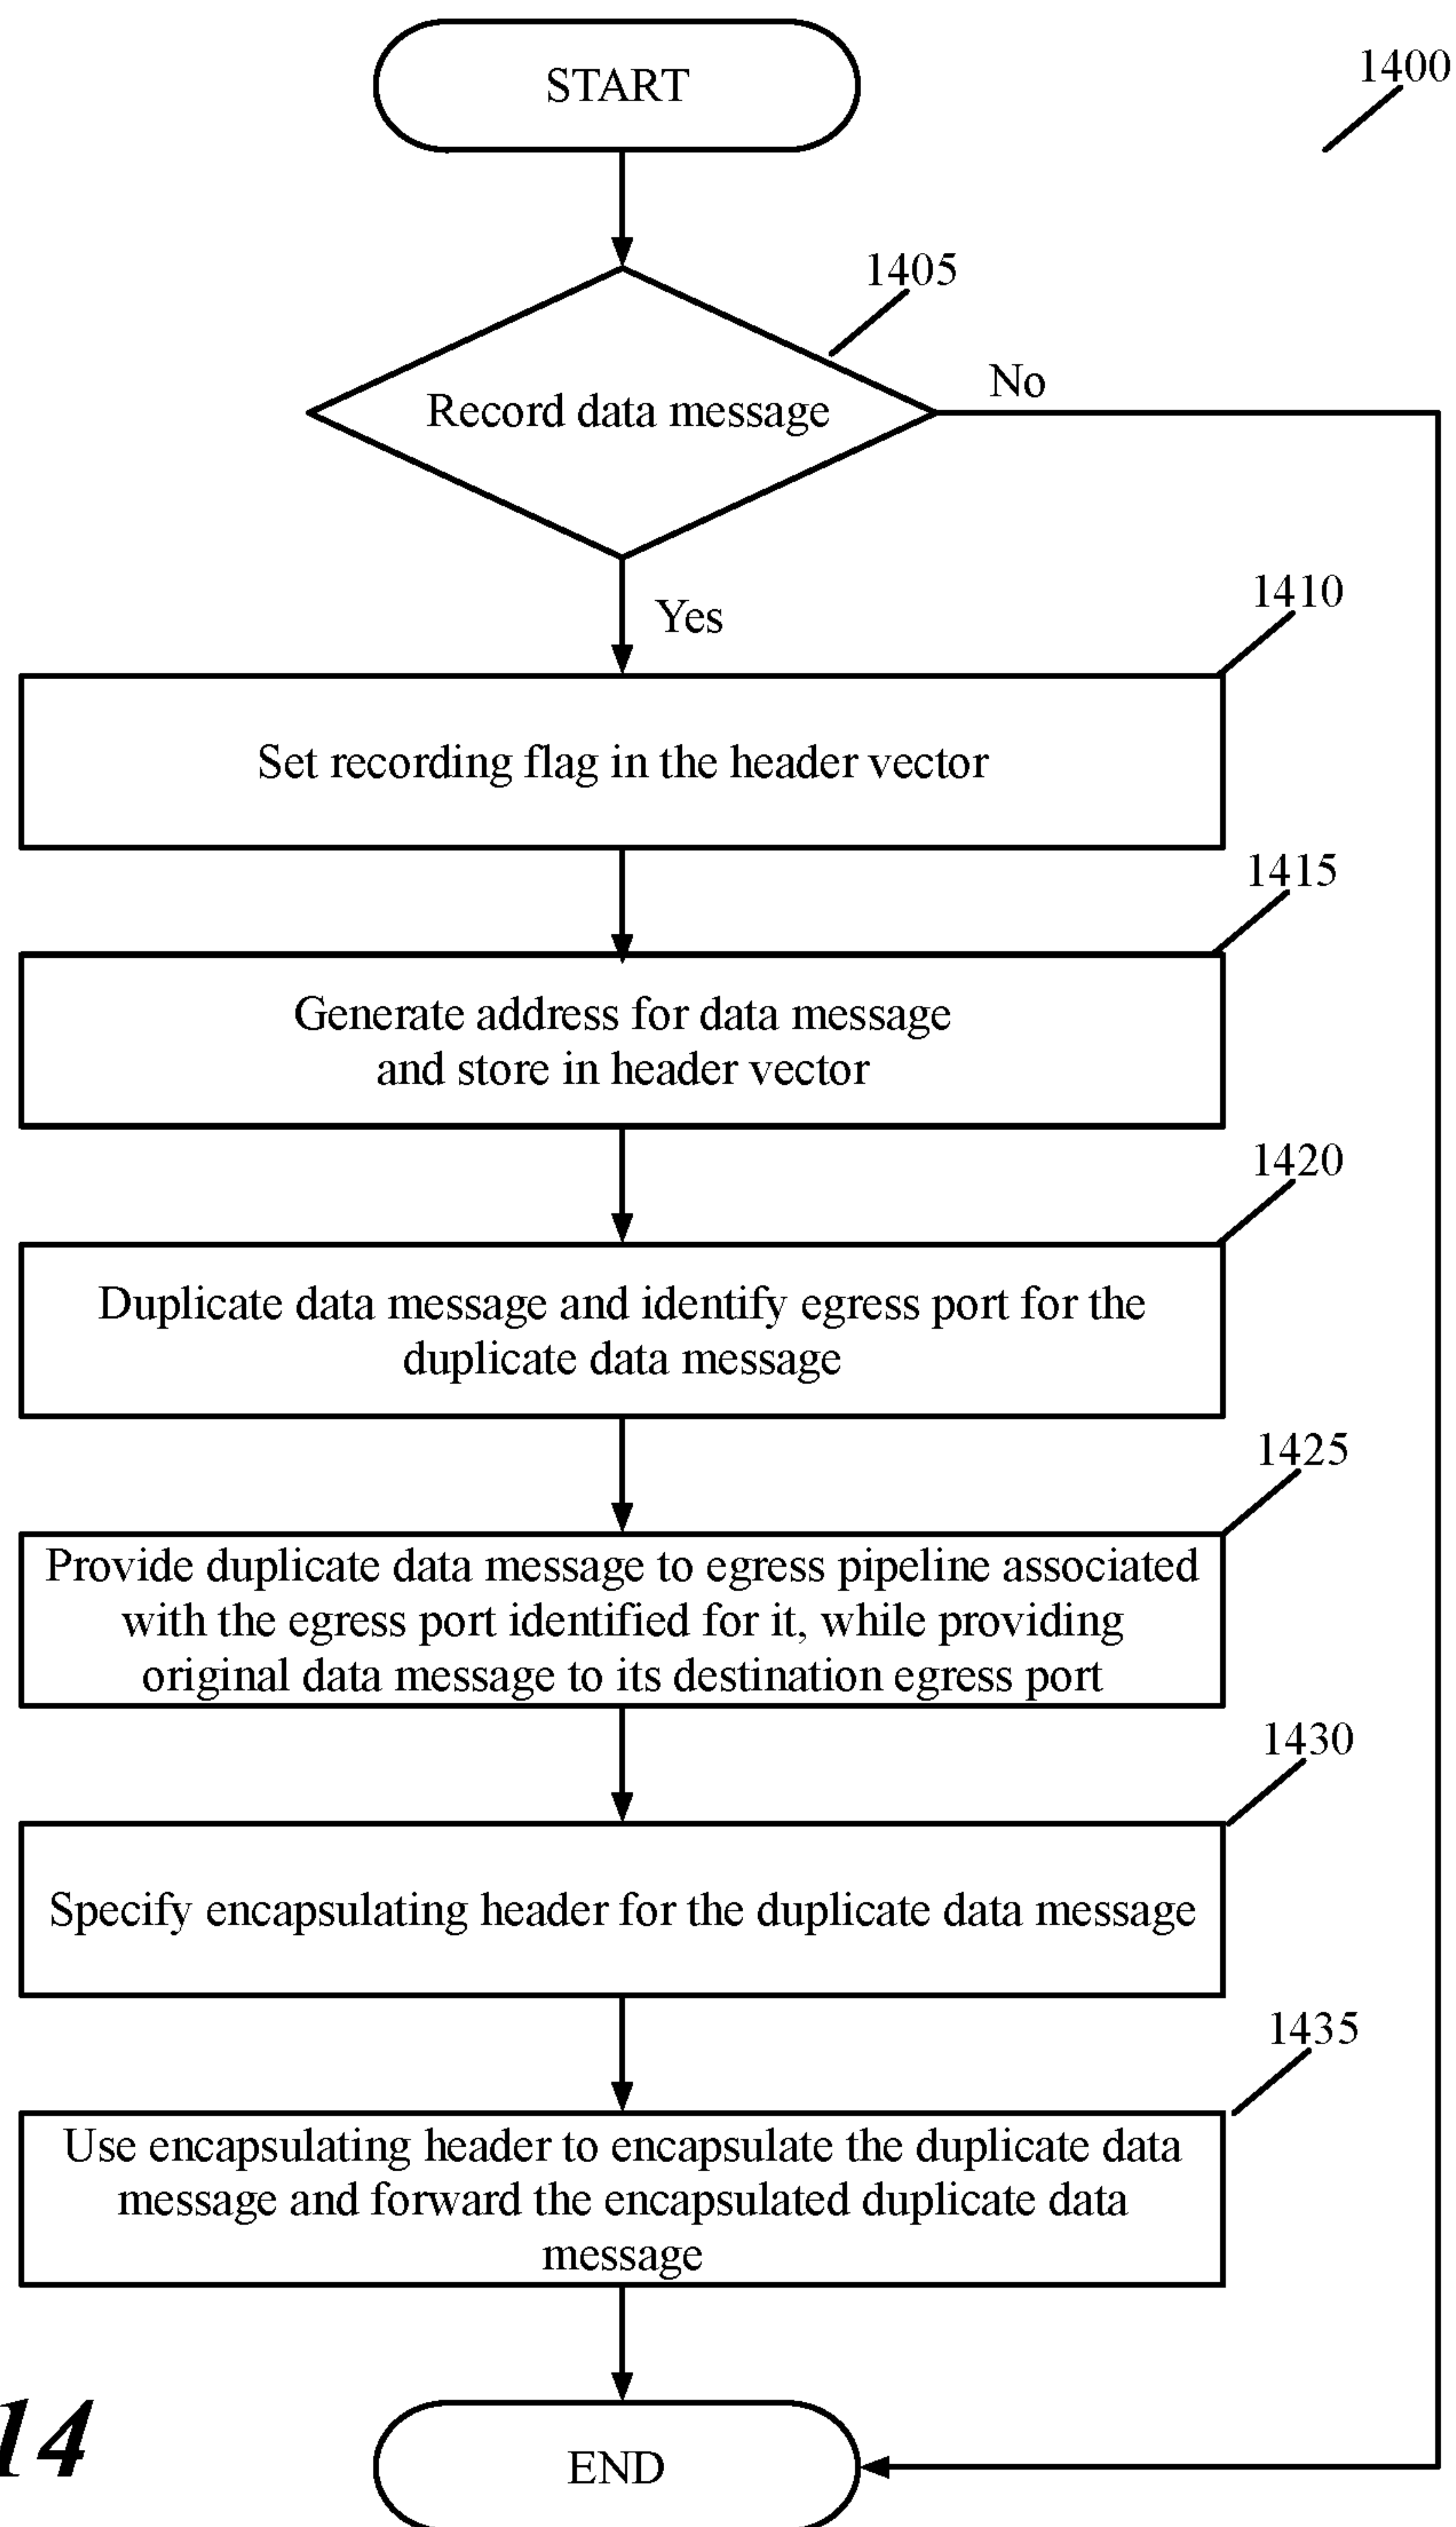 START
1400
1405
Record data message
No
Yes
1410
Set recording flag in the header vector
1415
Generate address for data message
and store in header vector
1420
Duplicate data message and identify egress port for the
duplicate data message
1425
Provide duplicate data message to egress pipeline associated
with the egress port identified for it, while providing
original data message to its destination egress port
1430
Specify encapsulating header for the duplicate data message
1435
Use encapsulating header to encapsulate the duplicate data
message and forward the encapsulated duplicate data
message
14
END